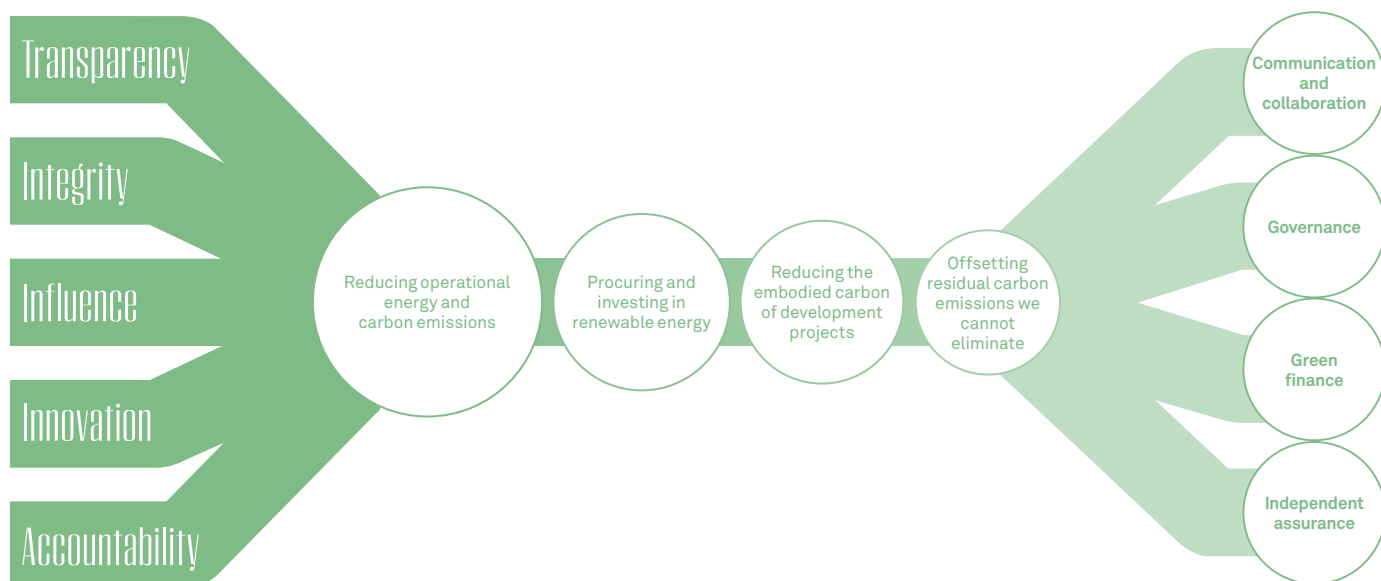 Transparency
Integrity
Influence
Innovation
Accountability
Reducing operational
energy and
carbon emissions
Procuring and
investing in
renewable energy
Reducing the
embodied carbon
of development
projects
Offsetting
residual carbon
emissions we
cannot
eliminate
Communication
and
collaboration
Governance
Green
finance
Independent
assurance